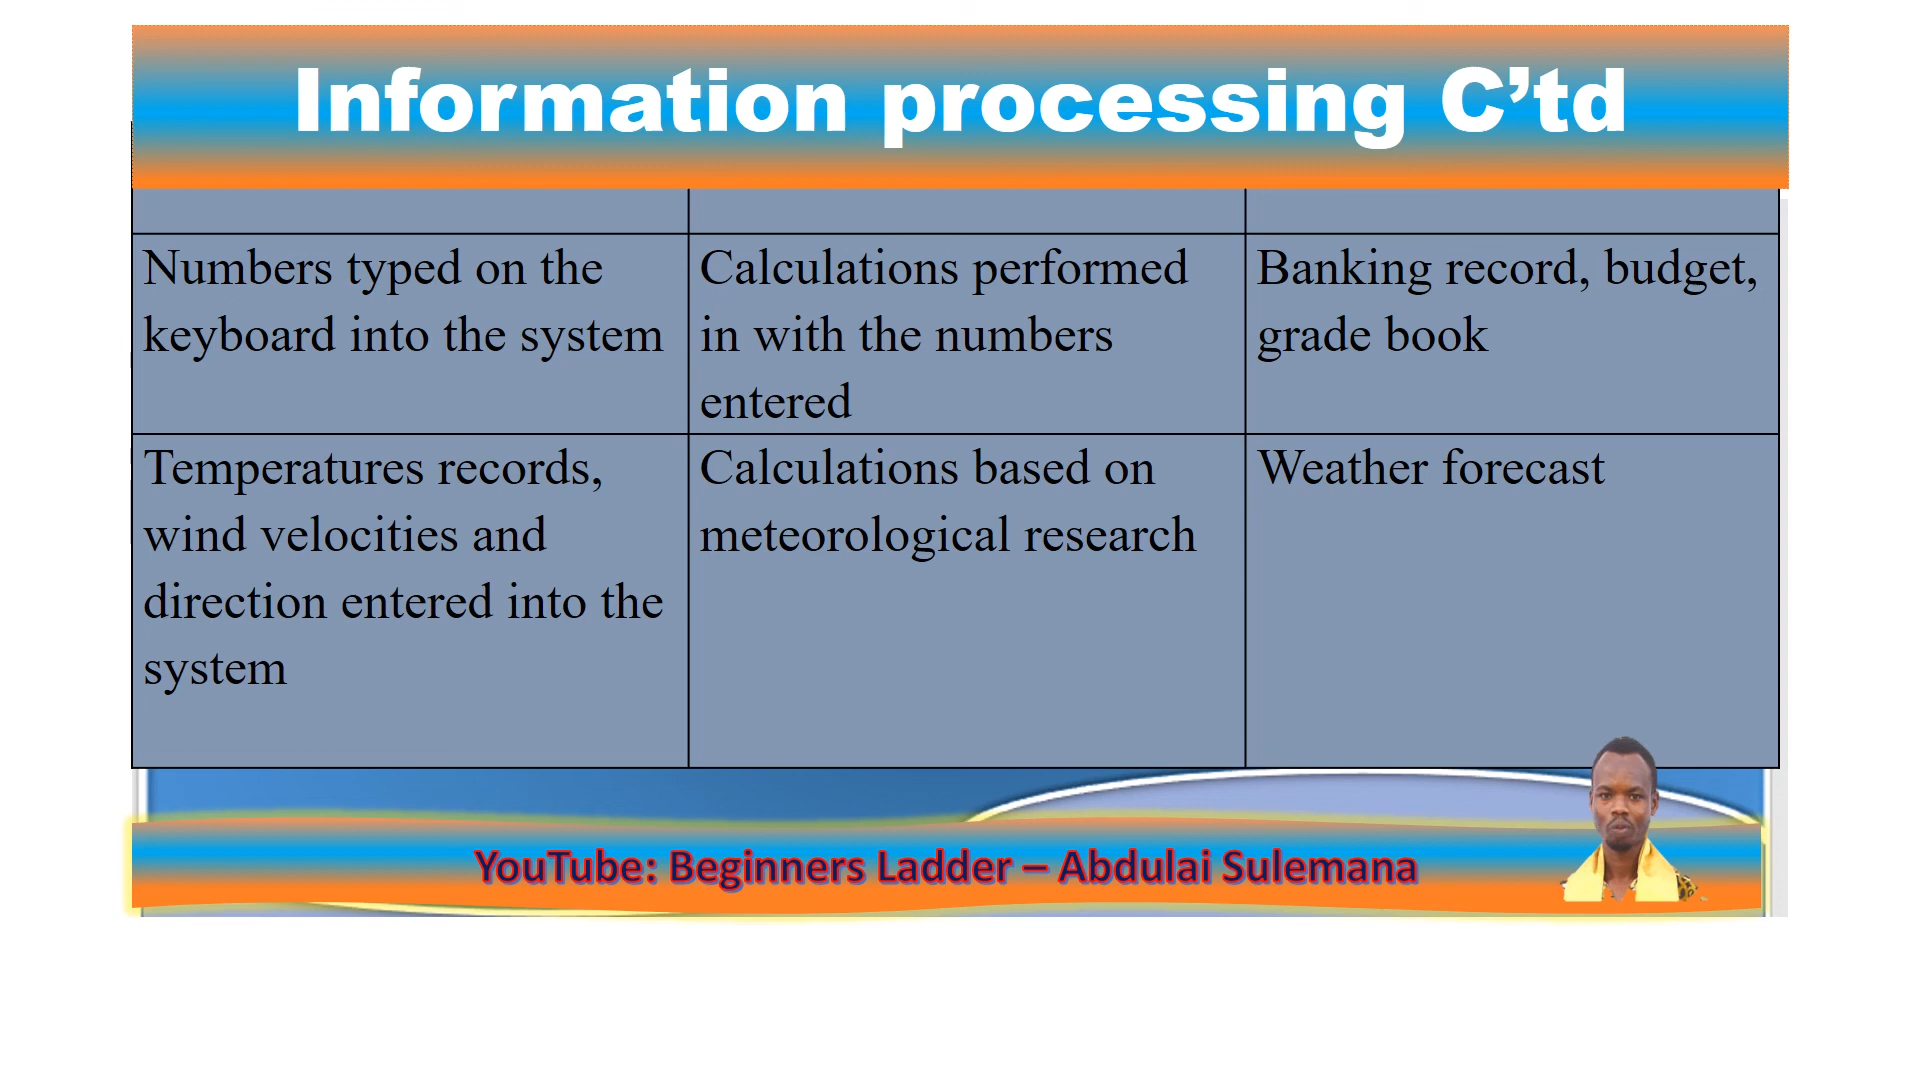 Information processing C’td
Numbers typed on the
keyboard into the system
Calculations performed
in with the numbers
entered
Banking record, budget,
grade book
Temperatures records,
wind velocities and
direction entered into the
system
Calculations based on
meteorological research
Weather forecast
YouTube: Beginners Ladder – Abdulai Sulemana